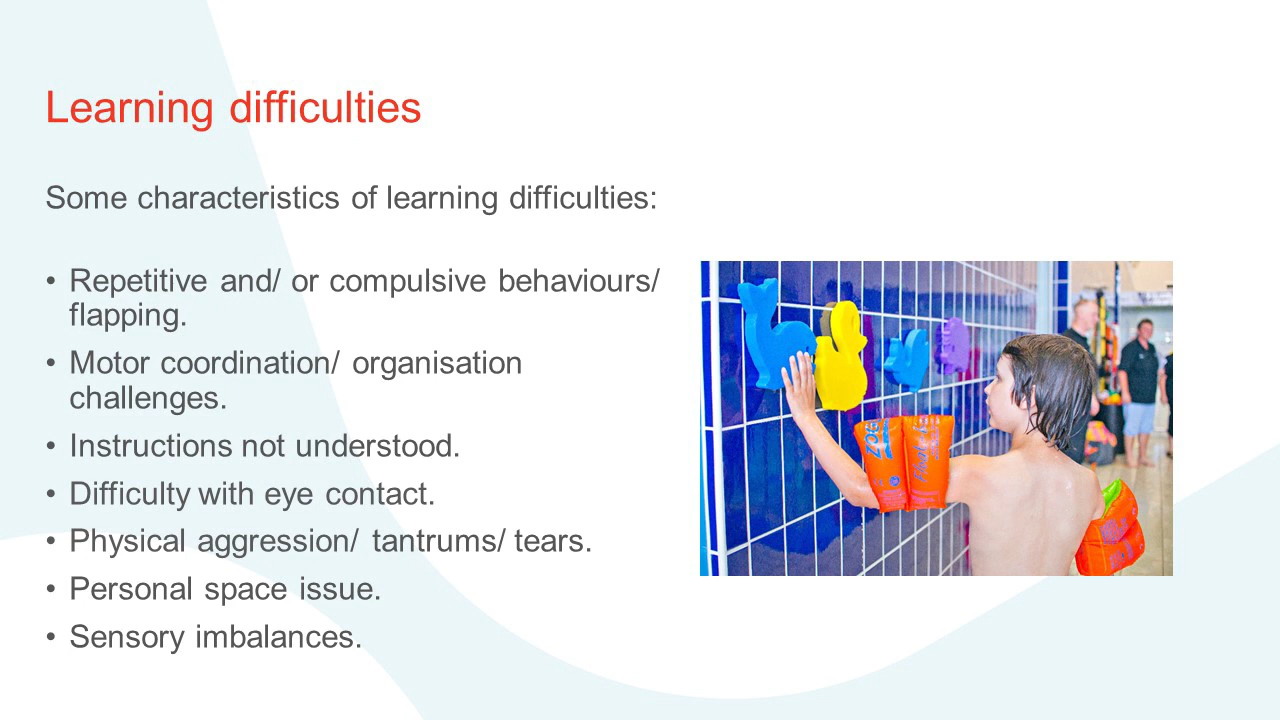 Learning difficulties
Some characteristics of learning difficulties:
• Repetitive and/ or compulsive behaviours/
flapping.
• Motor coordination/ organisation
challenges.
• Instructions not understood.
• Difficulty with eye contact.
• Physical aggression/ tantrums/ tears.
• Personal space issue.
• Sensory imbalances.